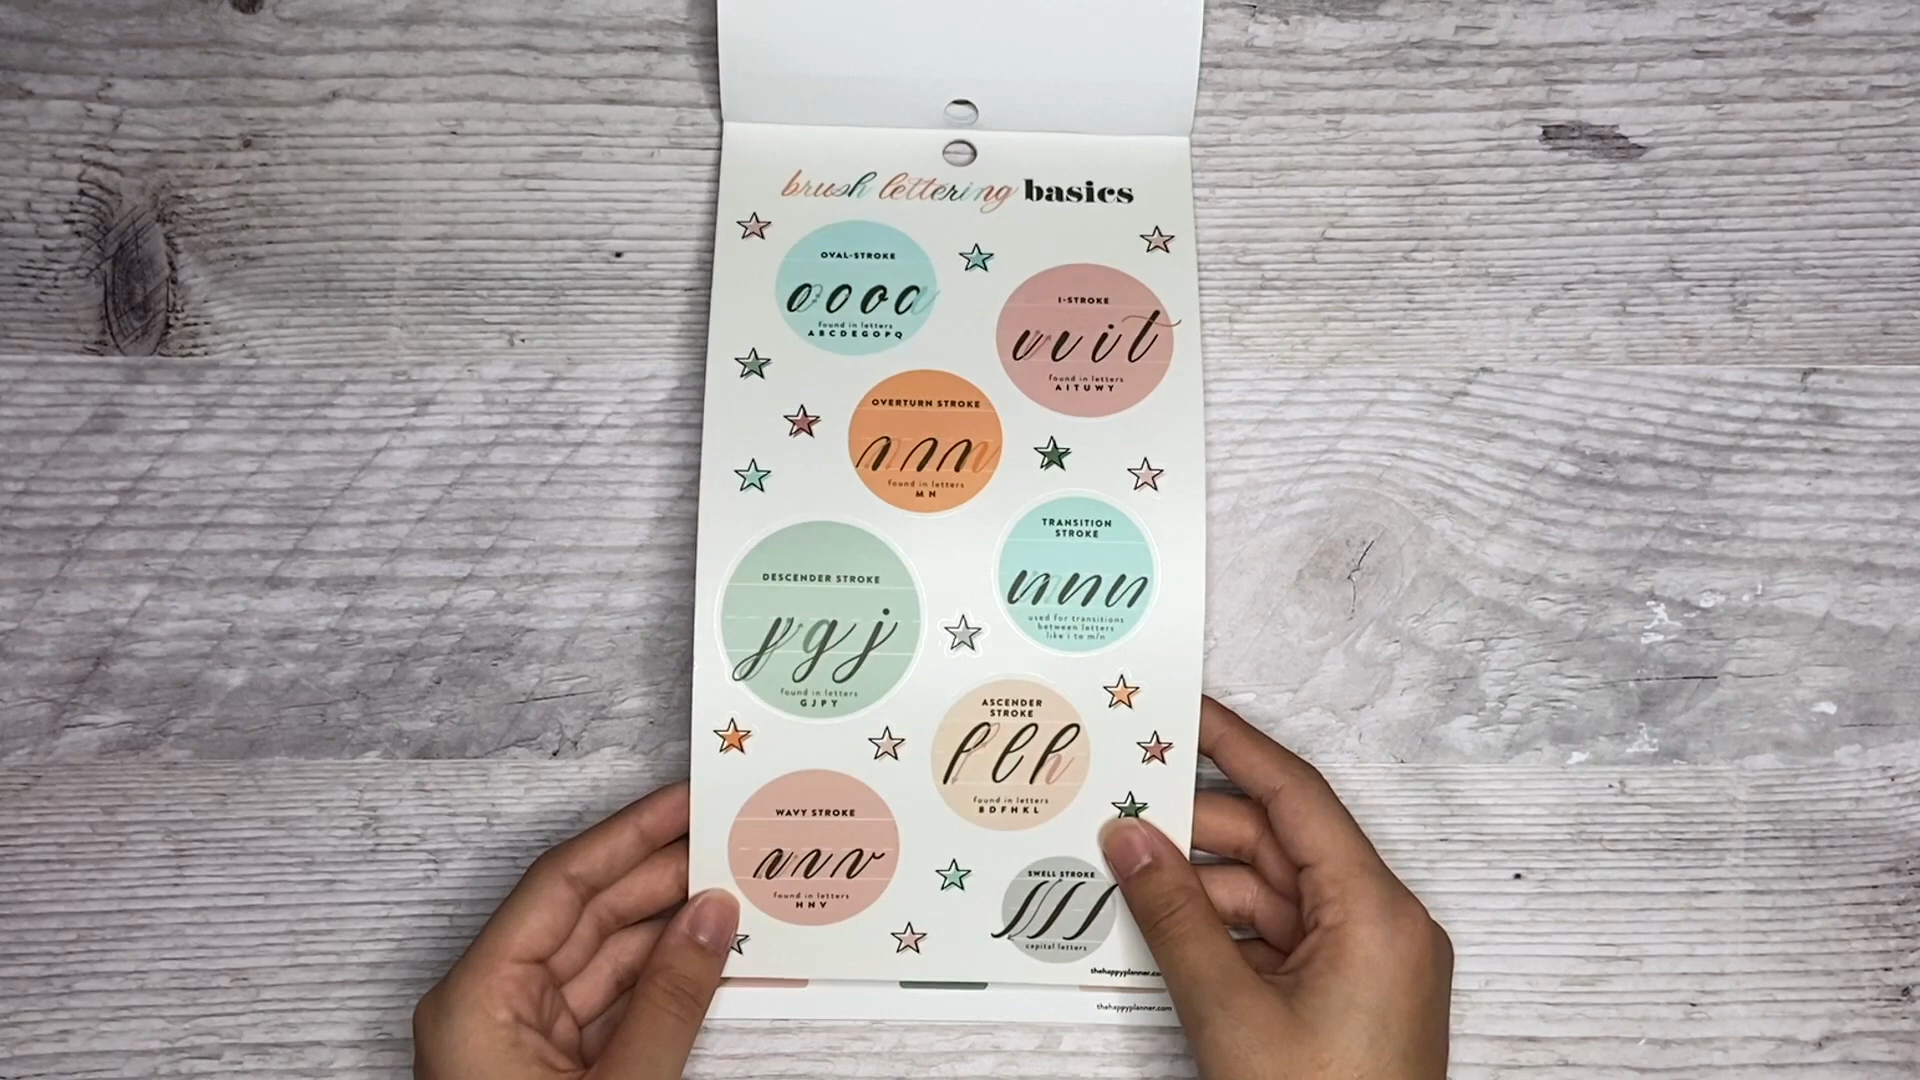 brush lettering basics
OVAL-STROKE
o o o a
found in letters
A B C D E G O P Q
I-STROKE
i t
found in letters
A I T U W Y
OVERTURN STROKE
found in letters
M N
TRANSITION
STROKE
used for transitions
between letters
like i to m/n
DESCENDER STROKE
y g j
found in letters
G J P Y
ASCENDER
STROKE
l h
found in letters
B D F H K L
WAVY STROKE
found in letters
H N V
SWELL STROKE
capital letters
thehappyplanner.com
thehappyplanner.com